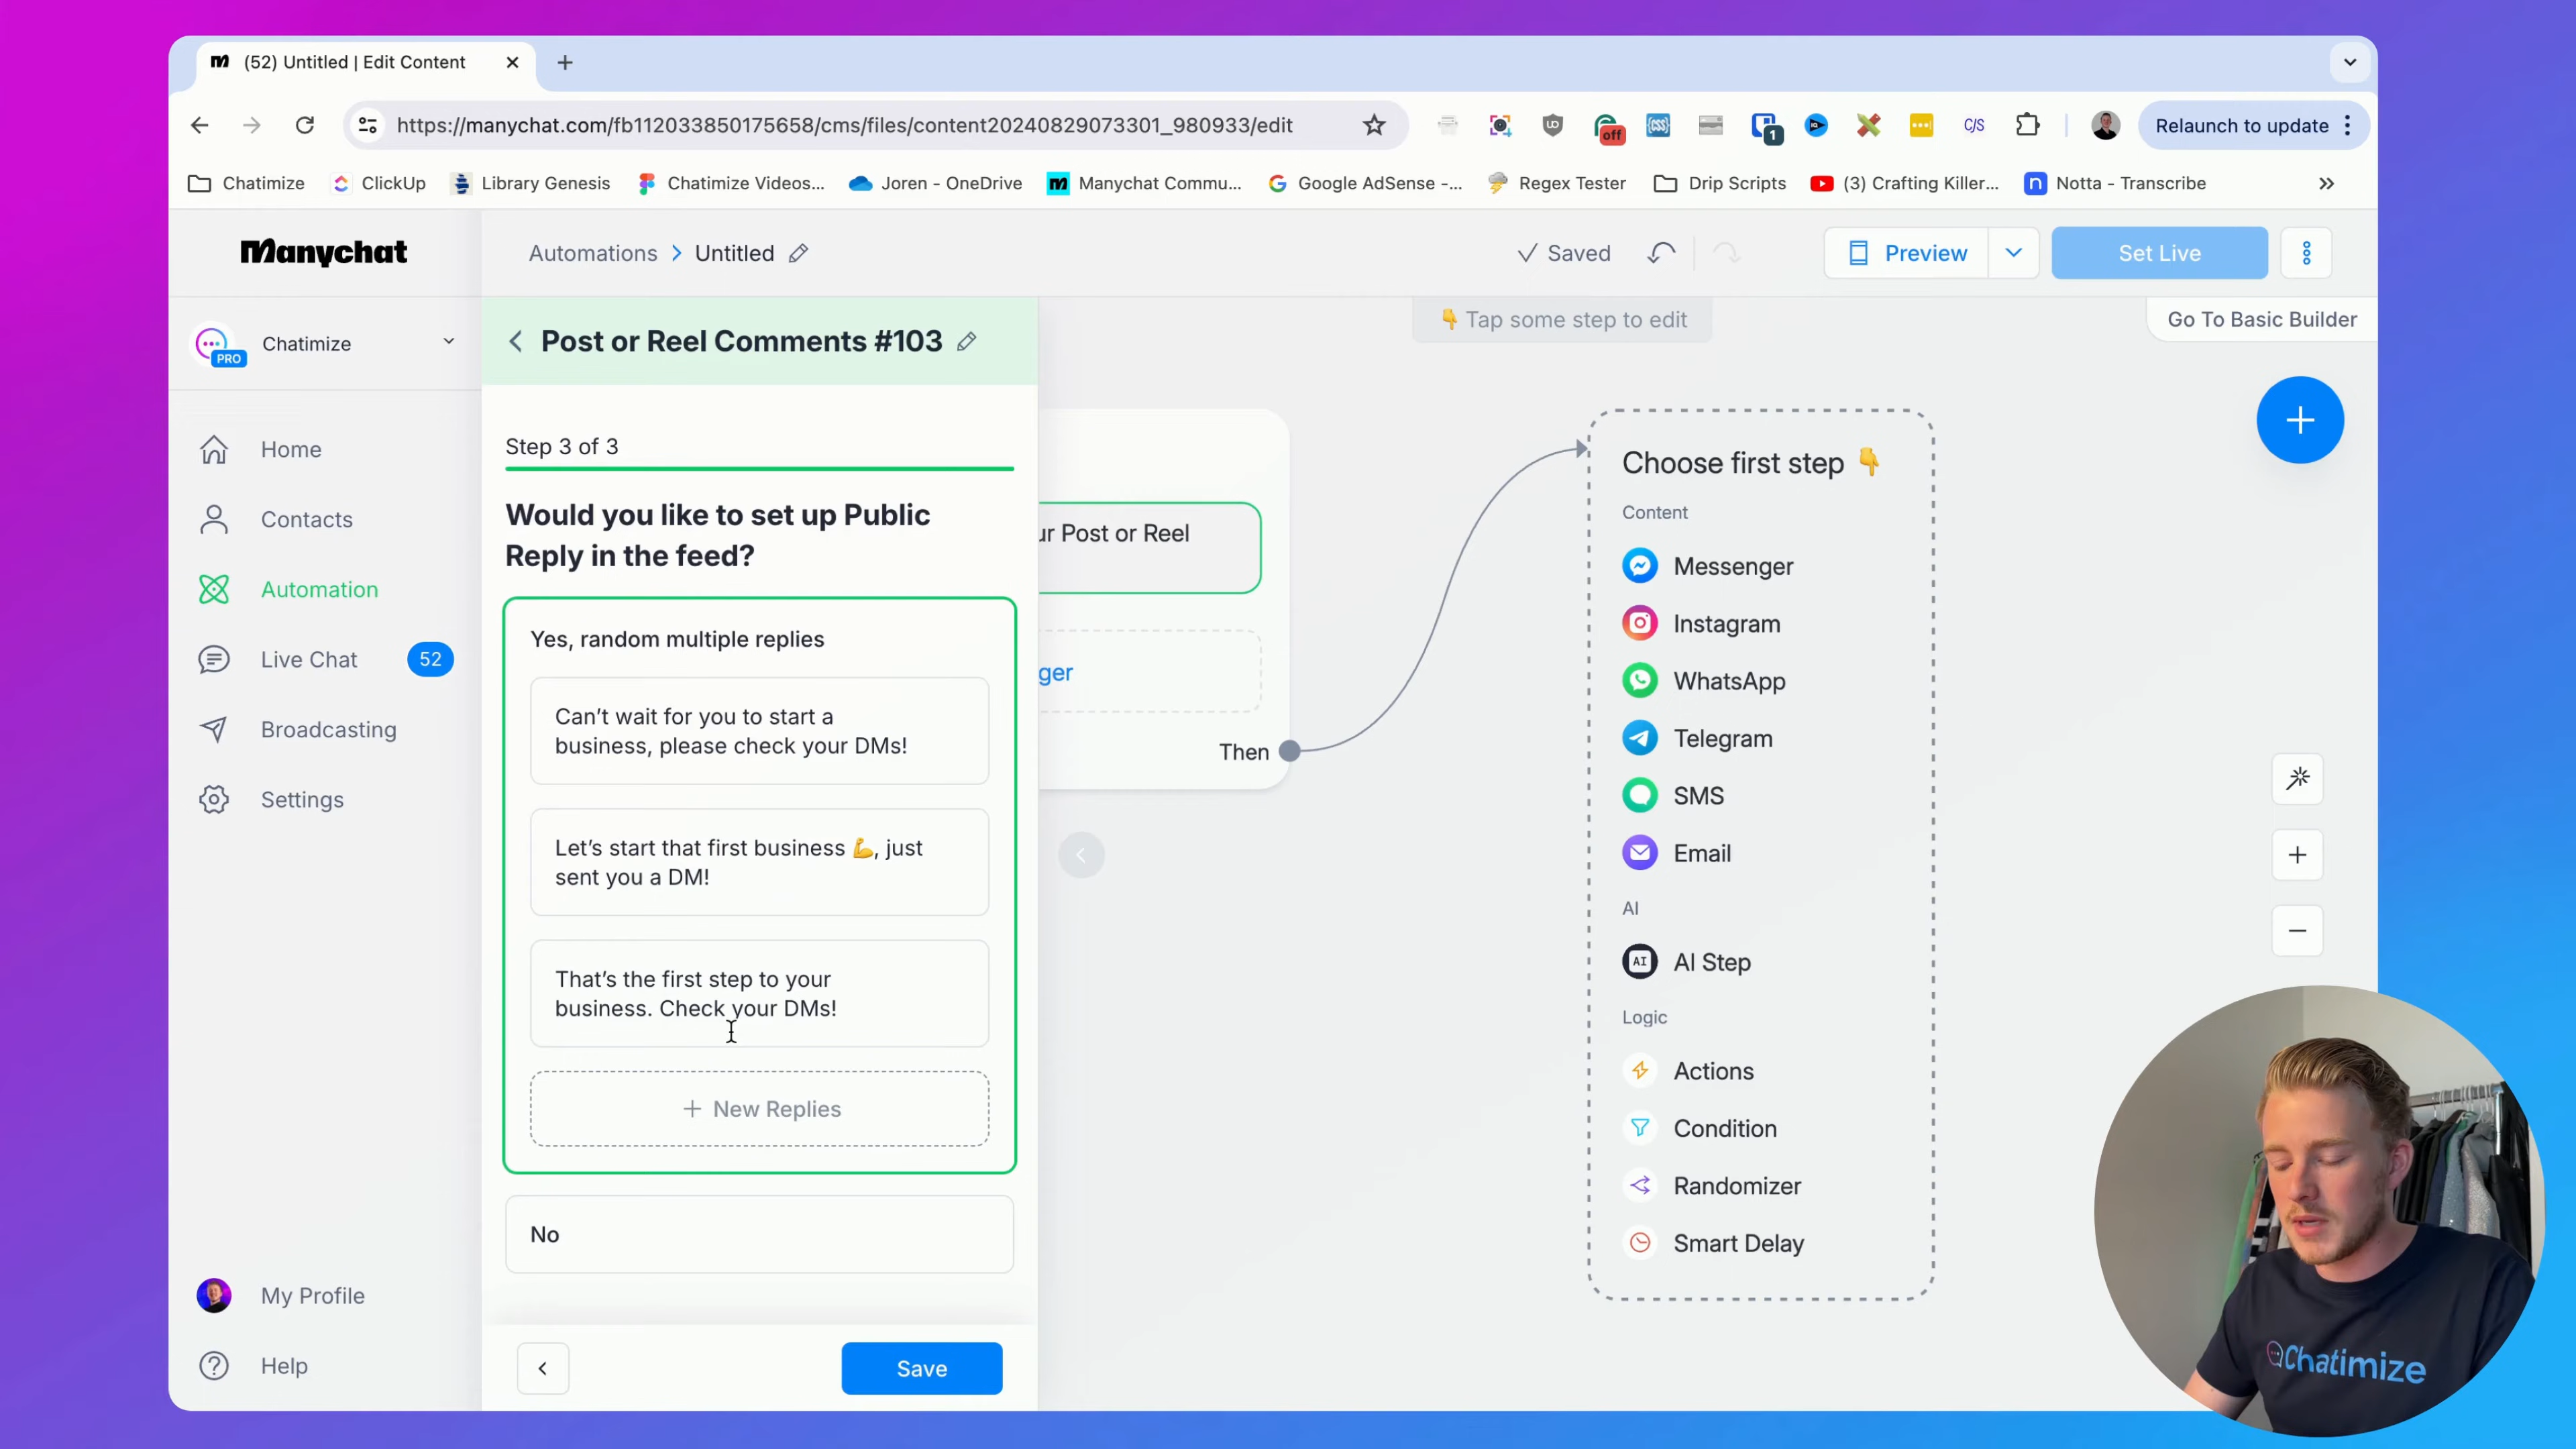 (52) Untitled | Edit Content
https://manychat.com/fb112033850175658/cms/files/content20240829073301_980933/edit
off
{css}
1
C/S
Relaunch to update
Chatimize
ClickUp
Library Genesis
Chatimize Videos...
Joren - OneDrive
Manychat Commu...
Google AdSense -...
Regex Tester
Drip Scripts
(3) Crafting Killer...
Notta - Transcribe
Manychat
Automations > Untitled
Saved
Preview
Set Live
PRO
Chatimize
Post or Reel Comments #103
👇 Tap some step to edit
Go To Basic Builder
Home
Contacts
Automation
Live Chat 52
Broadcasting
Settings
My Profile
Help
Step 3 of 3
Would you like to set up Public
Reply in the feed?
Yes, random multiple replies
Can't wait for you to start a
business, please check your DMs!
Let's start that first business 💪, just
sent you a DM!
That's the first step to your
business. Check your DMs!
+ New Replies
No
Save
ur Post or Reel
ger
Then
Choose first step 👇
Content
Messenger
Instagram
WhatsApp
Telegram
SMS
Email
AI
AI
AI Step
Logic
Actions
Condition
Randomizer
Smart Delay
Chatimize